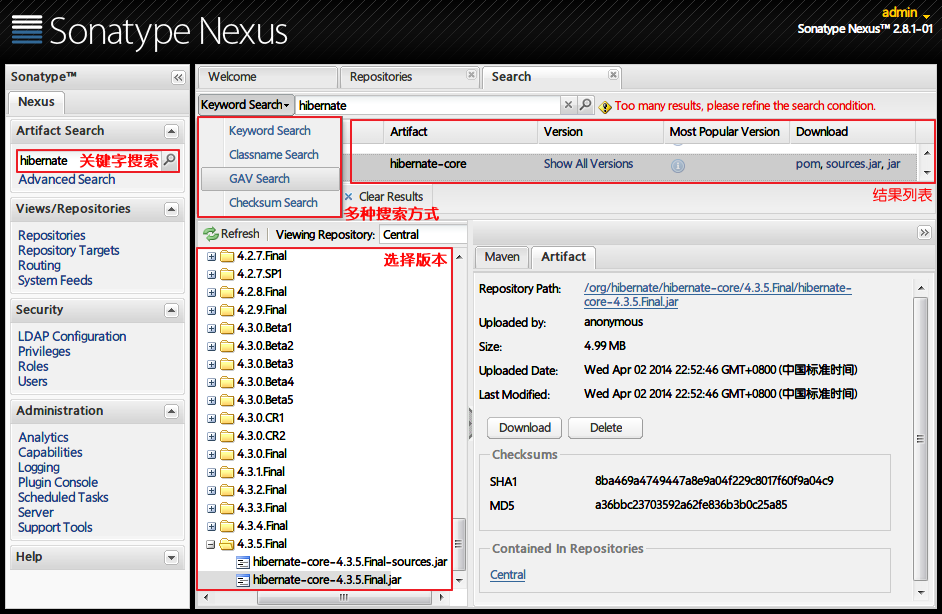 Sonatype Nexus
admin
Sonatype Nexus™ 2.8.1-01
Sonatype™
Nexus
Artifact Search
hibernate 关键字搜索
Advanced Search
Views/Repositories
Repositories
Repository Targets
Routing
System Feeds
Security
LDAP Configuration
Privileges
Roles
Users
Administration
Analytics
Capabilities
Logging
Plugin Console
Scheduled Tasks
Server
Support Tools
Help
Welcome Repositories Search
Keyword Search hibernate Too many results, please refine the search condition.
Keyword Search
Classname Search
GAV Search
Checksum Search
Artifact Version Most Popular Version Download
hibernate-core Show All Versions pom, sources.jar, jar
Clear Results
结果列表
多种搜索方式
Refresh Viewing Repository: Central
选择版本
4.2.7.Final
4.2.7.SP1
4.2.8.Final
4.2.9.Final
4.3.0.Beta1
4.3.0.Beta2
4.3.0.Beta3
4.3.0.Beta4
4.3.0.Beta5
4.3.0.CR1
4.3.0.CR2
4.3.0.Final
4.3.1.Final
4.3.2.Final
4.3.3.Final
4.3.4.Final
4.3.5.Final
hibernate-core-4.3.5.Final-sources.jar
hibernate-core-4.3.5.Final.jar
Maven Artifact
Repository Path: /org/hibernate/hibernate-core/4.3.5.Final/hibernate-
core-4.3.5.Final.jar
Uploaded by: anonymous
Size: 4.99 MB
Uploaded Date: Wed Apr 02 2014 22:52:46 GMT+0800 (中国标准时间)
Last Modified: Wed Apr 02 2014 22:52:46 GMT+0800 (中国标准时间)
Download Delete
Checksums
SHA1 8ba469a4749447a8e9a04f229c8017f60f9a04c9
MD5 a36bbc23703592a62fe836b3b0c25a85
Contained In Repositories
Central